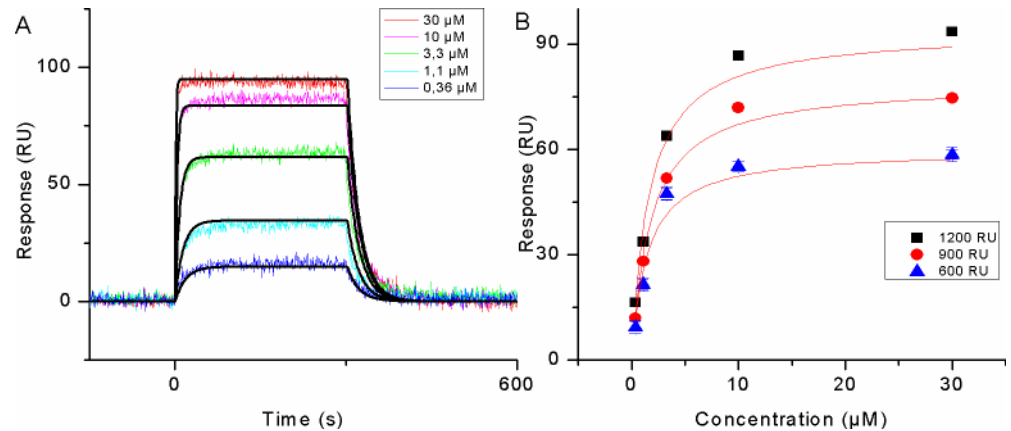 A
30 µM
10 µM
3,3 µM
1,1 µM
0,36 µM
100
50
0
Response (RU)
0
600
Time (s)
B
90
60
30
0
Response (RU)
1200 RU
900 RU
600 RU
0
10
20
30
Concentration (µM)